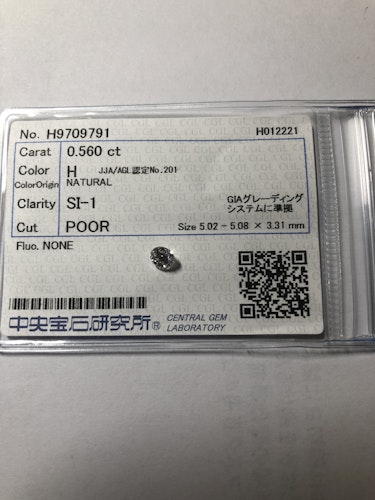 No. H9709791 H012221
Carat 0.560 ct
Color H JJA/AGL認定No.201
ColorOrigin NATURAL
Clarity SI-1 GIAグレーディング
システムに準拠
Cut POOR Size 5.02 - 5.08 × 3.31 mm
Fluo. NONE
中央宝石研究所® CENTRAL GEM
LABORATORY